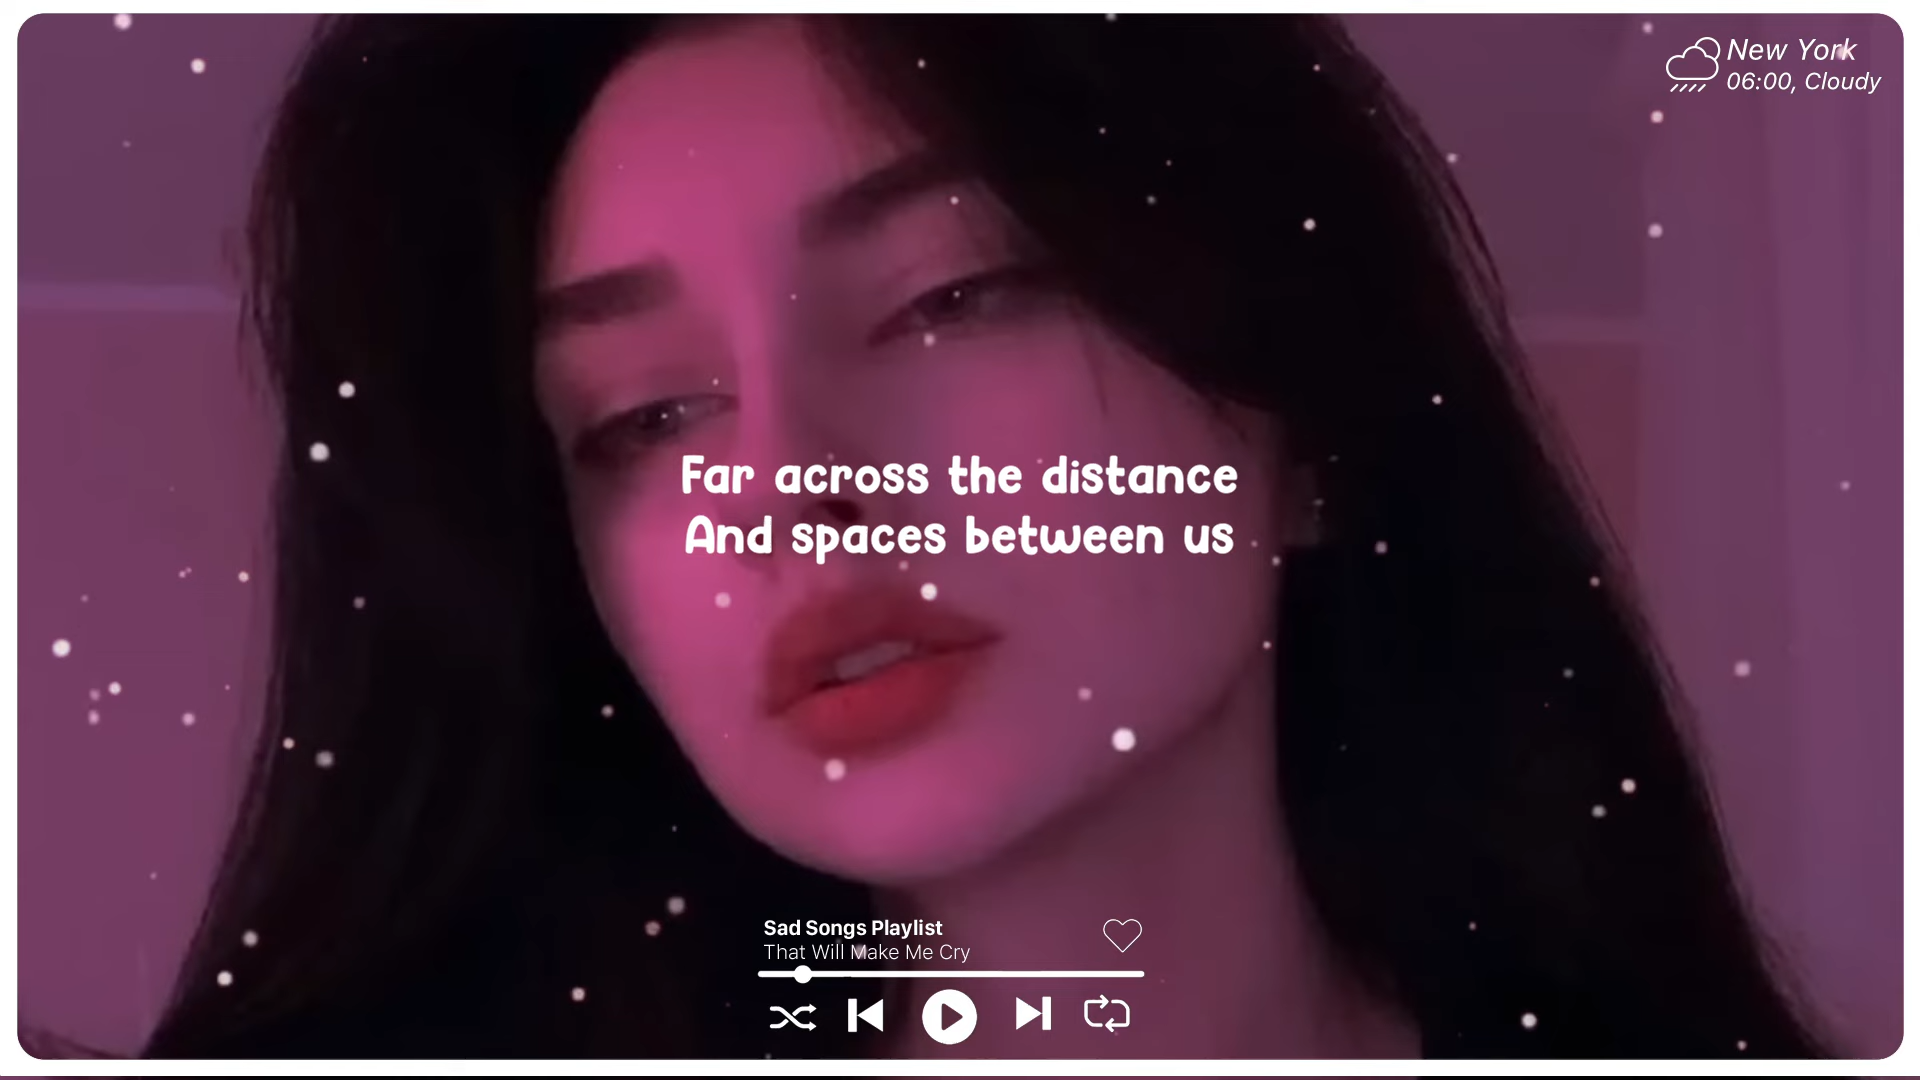 New York
06:00, Cloudy
Far across the distance
And spaces between us
Sad Songs Playlist
That Will Make Me Cry